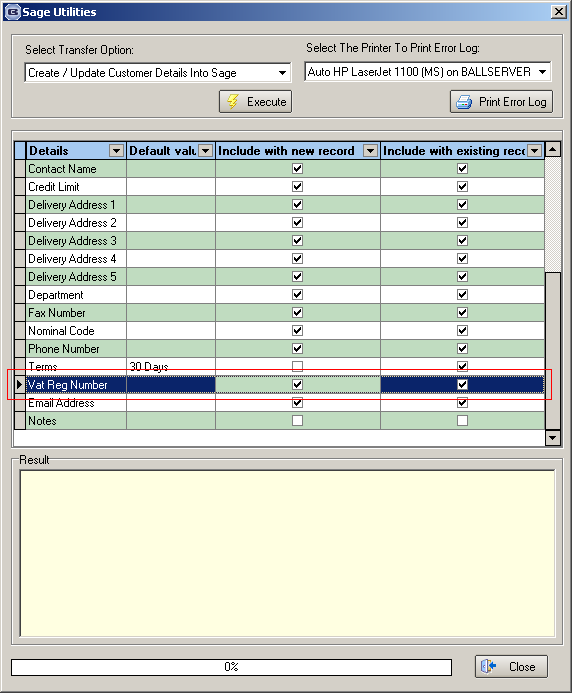 Sage Utilities
Select Transfer Option:
Select The Printer To Print Error Log:
Create / Update Customer Details Into Sage
Auto HP LaserJet 1100 (MS) on BALLSERVER
Execute
Print Error Log
Details Default valu Include with new record Include with existing reco
Contact Name
Credit Limit
Delivery Address 1
Delivery Address 2
Delivery Address 3
Delivery Address 4
Delivery Address 5
Department
Fax Number
Nominal Code
Phone Number
Terms 30 Days
Vat Reg Number
Email Address
Notes
Result
0%
Close